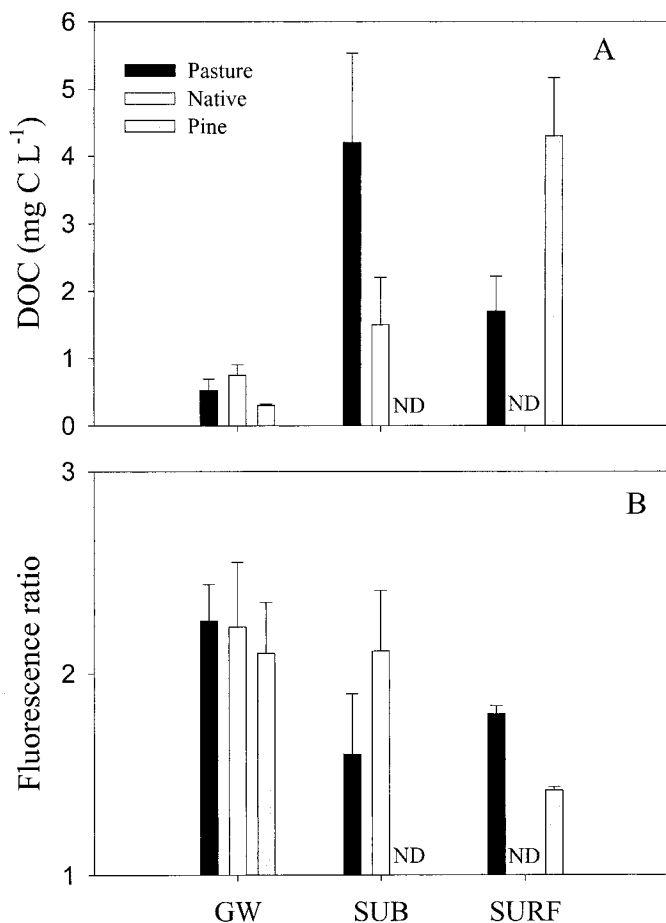 A
Pasture
Native
Pine
DOC (mg C L⁻¹)
6
5
4
3
2
1
0
ND
ND
B
Fluorescence ratio
3
2
1
ND
ND
GW SUB SURF